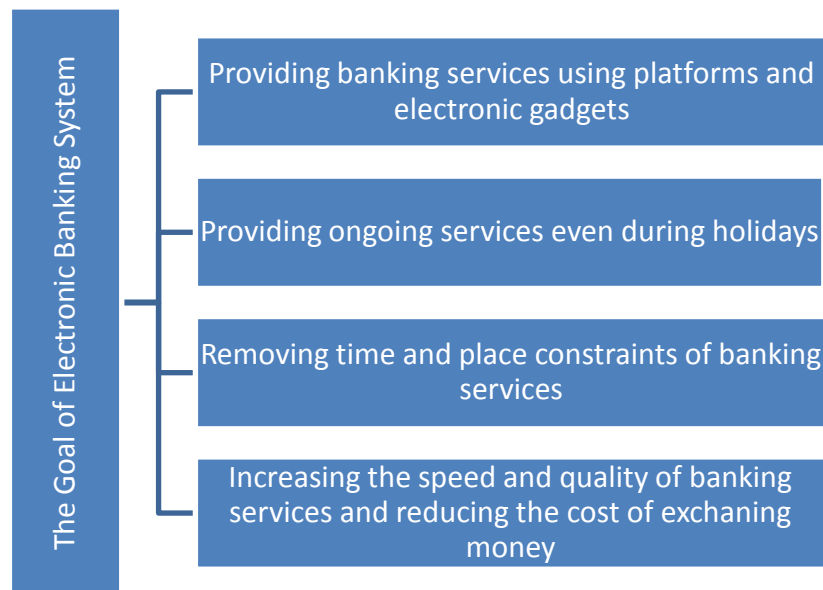 The Goal of Electronic Banking System
Providing banking services using platforms and
electronic gadgets
Providing ongoing services even during holidays
Removing time and place constraints of banking
services
Increasing the speed and quality of banking
services and reducing the cost of exchaning
money